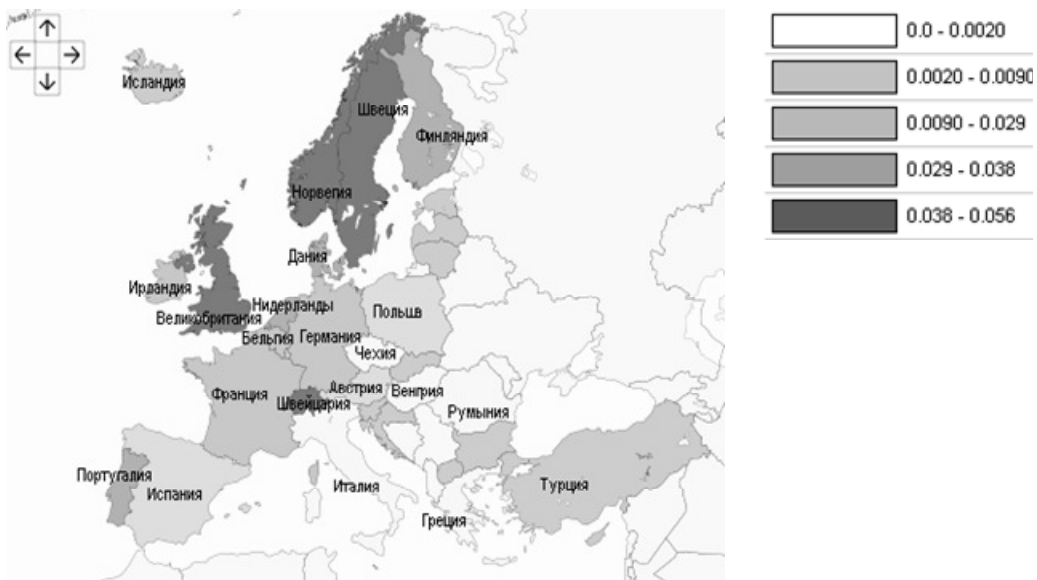 Исландия
Швеция
Финляндия
Норвегия
Дания
Ирландия
Нидерланды
Великобритания
Польша
Бельгия
Германия
Чехия
Франция
Австрия
Венгрия
Швейцария
Румыния
Португалия
Испания
Италия
Турция
Греция
0.0 - 0.0020
0.0020 - 0.0090
0.0090 - 0.029
0.029 - 0.038
0.038 - 0.056